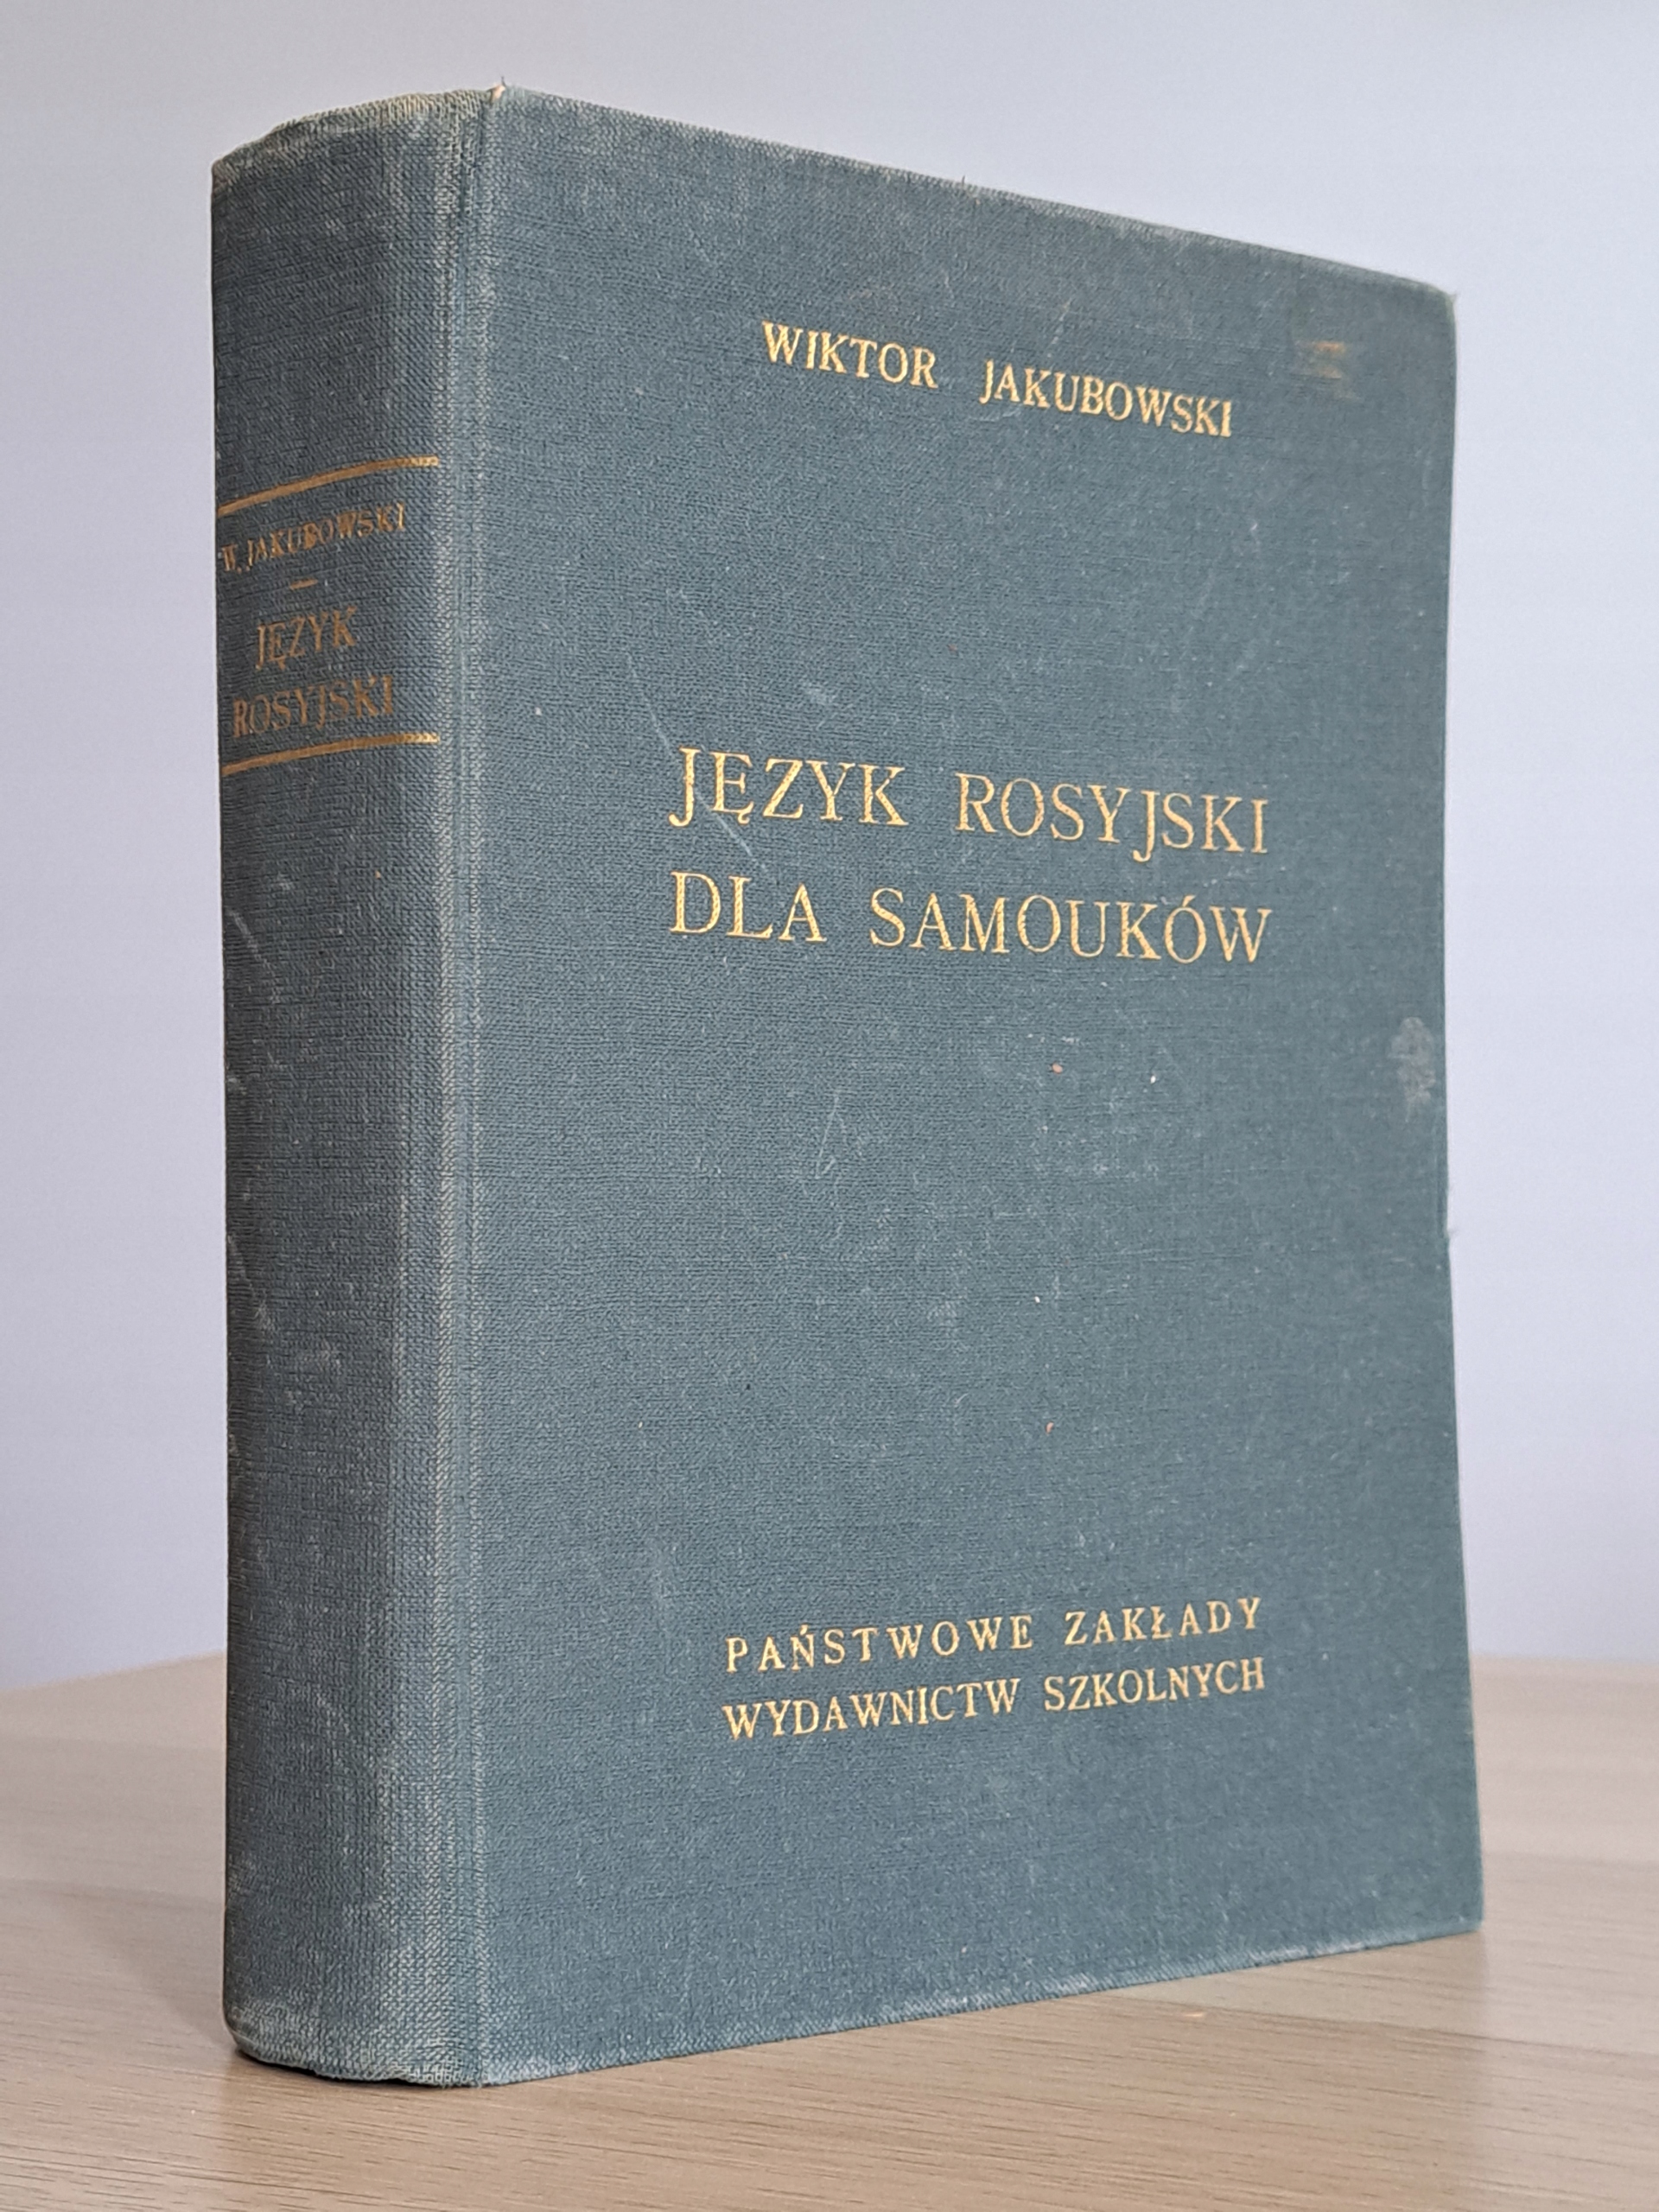 W. JAKUBOWSKI
—
JĘZYK
ROSYJSKI
WIKTOR JAKUBOWSKI
JĘZYK ROSYJSKI
DLA SAMOUKÓW
PAŃSTWOWE ZAKŁADY
WYDAWNICTW SZKOLNYCH